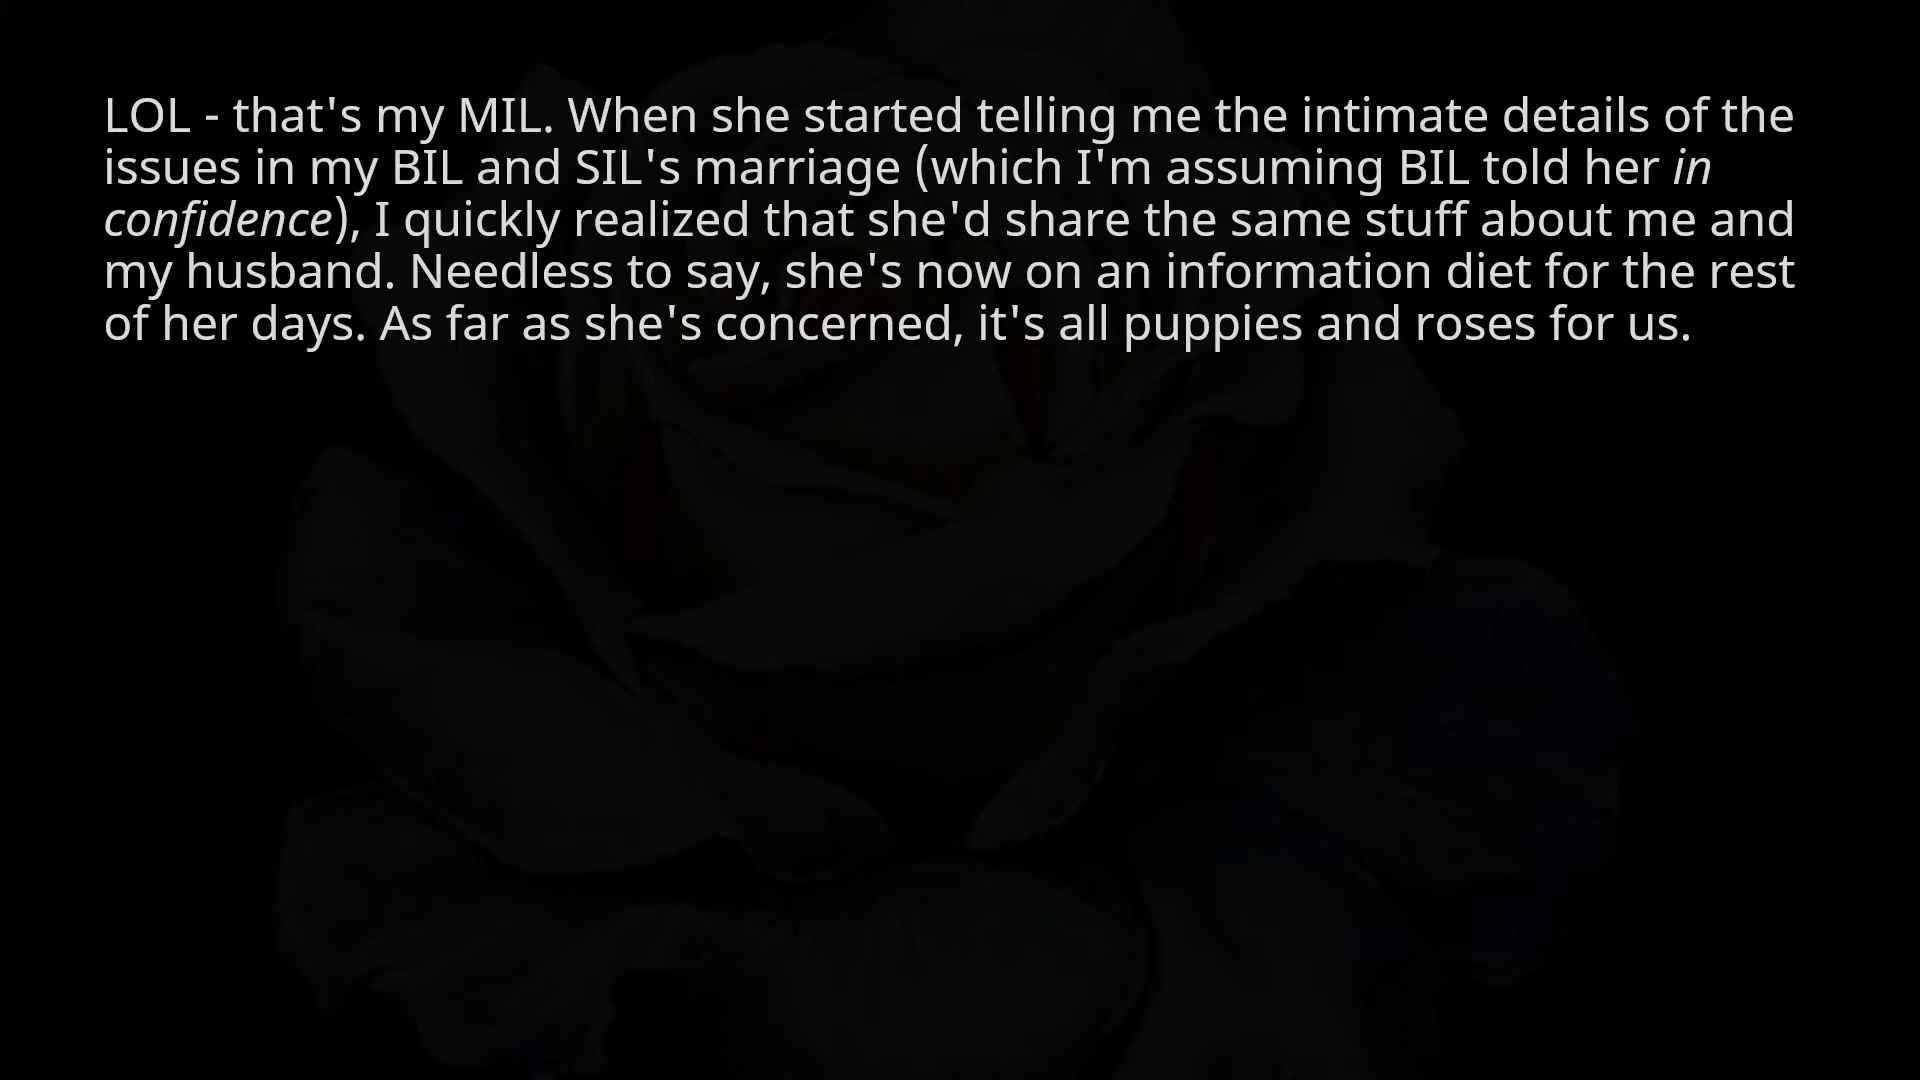 LOL - that's my MIL. When she started telling me the intimate details of the
issues in my BIL and SIL's marriage (which I'm assuming BIL told her in
confidence), I quickly realized that she'd share the same stuff about me and
my husband. Needless to say, she's now on an information diet for the rest
of her days. As far as she's concerned, it's all puppies and roses for us.